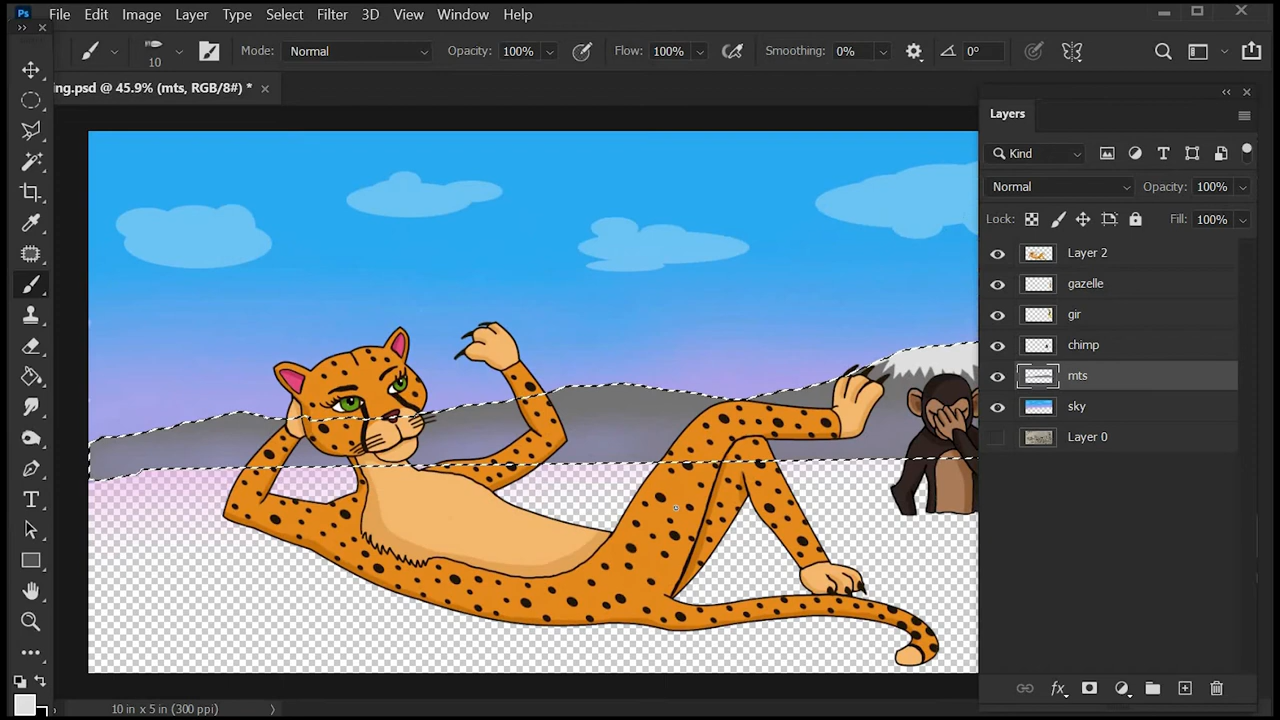 Ps File Edit Image Layer Type Select Filter 3D View Window Help
10 Mode: Normal Opacity: 100% Flow: 100% Smoothing: 0% 0°
ng.psd @ 45.9% (mts, RGB/8#) * ×
Layers
Kind
Normal Opacity: 100%
Lock: Fill: 100%
Layer 2
gazelle
gir
chimp
mts
sky
Layer 0
fx
10 in x 5 in (300 ppi)